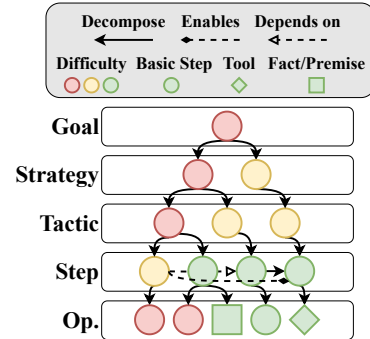 Decompose Enables Depends on
Difficulty Basic Step Tool Fact/Premise
Goal
Strategy
Tactic
Step
Op.